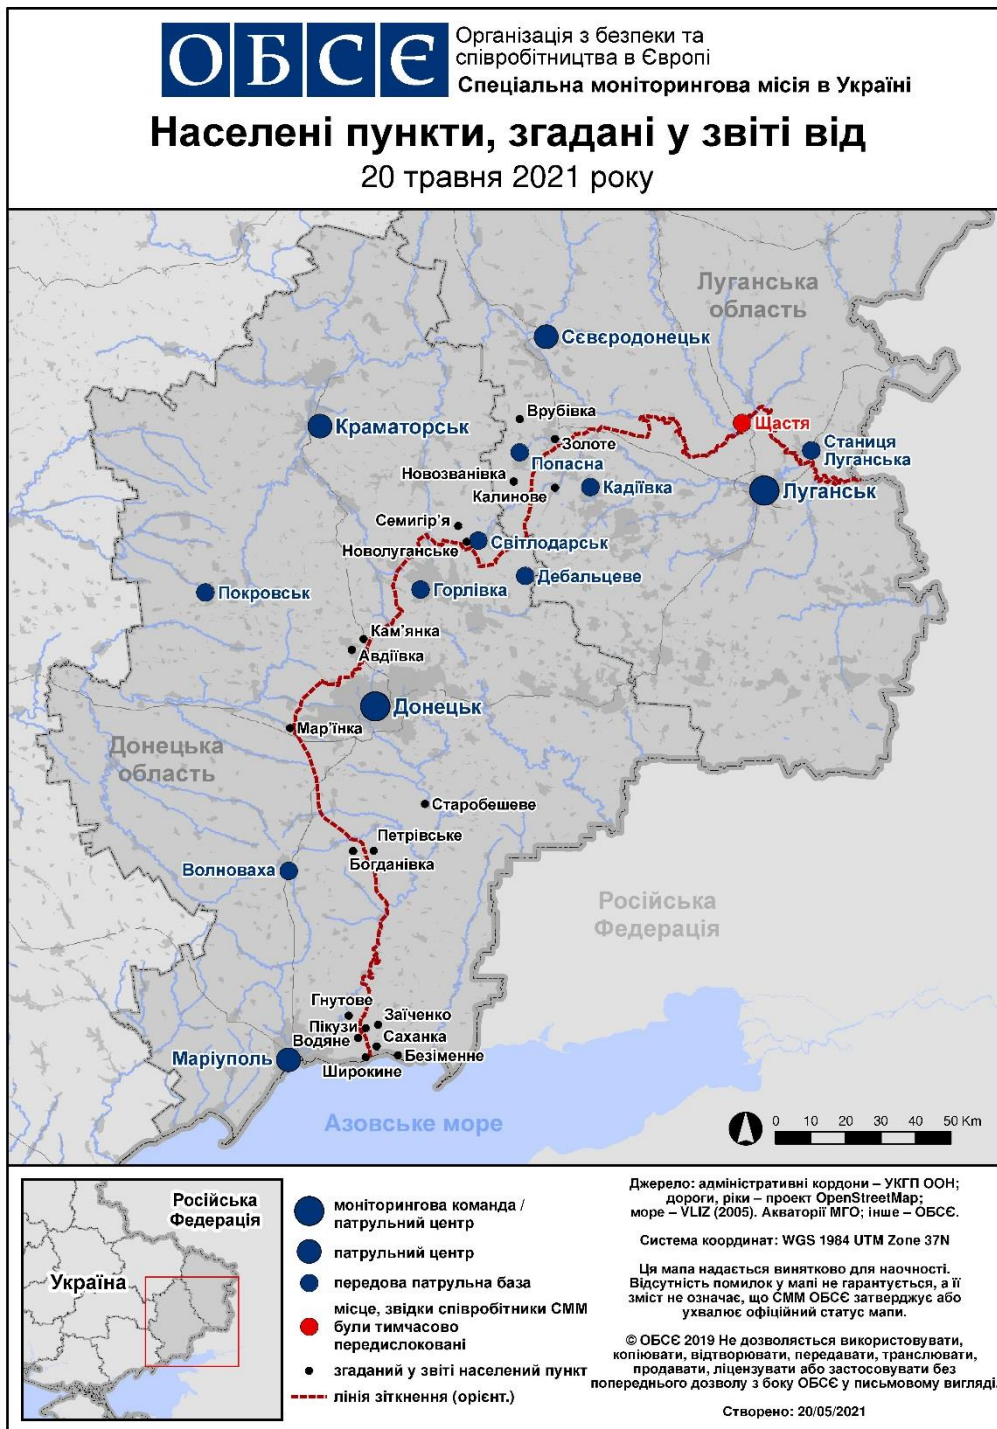 ОБСЄ
Організація з безпеки та
співробітництва в Європі
Спеціальна моніторингова місія в Україні
Населені пункти, згадані у звіті від
20 травня 2021 року
Луганська
область
Сєвєродонецьк
Врубівка
Краматорськ
Щастя
Золоте
Станиця
Луганська
Попасна
Новозванівка
Кадіївка
Калинове
Луганськ
Семигір'я
Світлодарськ
Новолуганське
Дебальцеве
Горлівка
Покровськ
Кам'янка
Авдіївка
Донецьк
Мар'їнка
Донецька
область
Старобешеве
Петрівське
Богданівка
Волноваха
Російська
Федерація
Гнутове
Заїченко
Пікузи
Водяне
Саханка
Безіменне
Маріуполь
Широкине
Азовське море
0 10 20 30 40 50 Km
Російська
Федерація
Україна
моніторингова команда /
патрульний центр
патрульний центр
передова патрульна база
місце, звідки співробітники СММ
були тимчасово
передислоковані
згаданий у звіті населений пункт
лінія зіткнення (орієнт.)
Джерело: адміністративні кордони – УКГП ООН;
дороги, ріки – проект OpenStreetMap;
море – VLIZ (2005). Акваторії МГО; інше – ОБСЄ.
Система координат: WGS 1984 UTM Zone 37N
Ця мапа надається винятково для наочності.
Відсутність помилок у мапі не гарантується, а її
зміст не означає, що СММ ОБСЄ затверджує або
ухвалює офіційний статус мапи.
© ОБСЄ 2019 Не дозволяється використовувати,
копіювати, відтворювати, передавати, транслювати,
продавати, ліцензувати або застосовувати без
попереднього дозволу з боку ОБСЄ у письмовому вигляді.
Створено: 20/05/2021